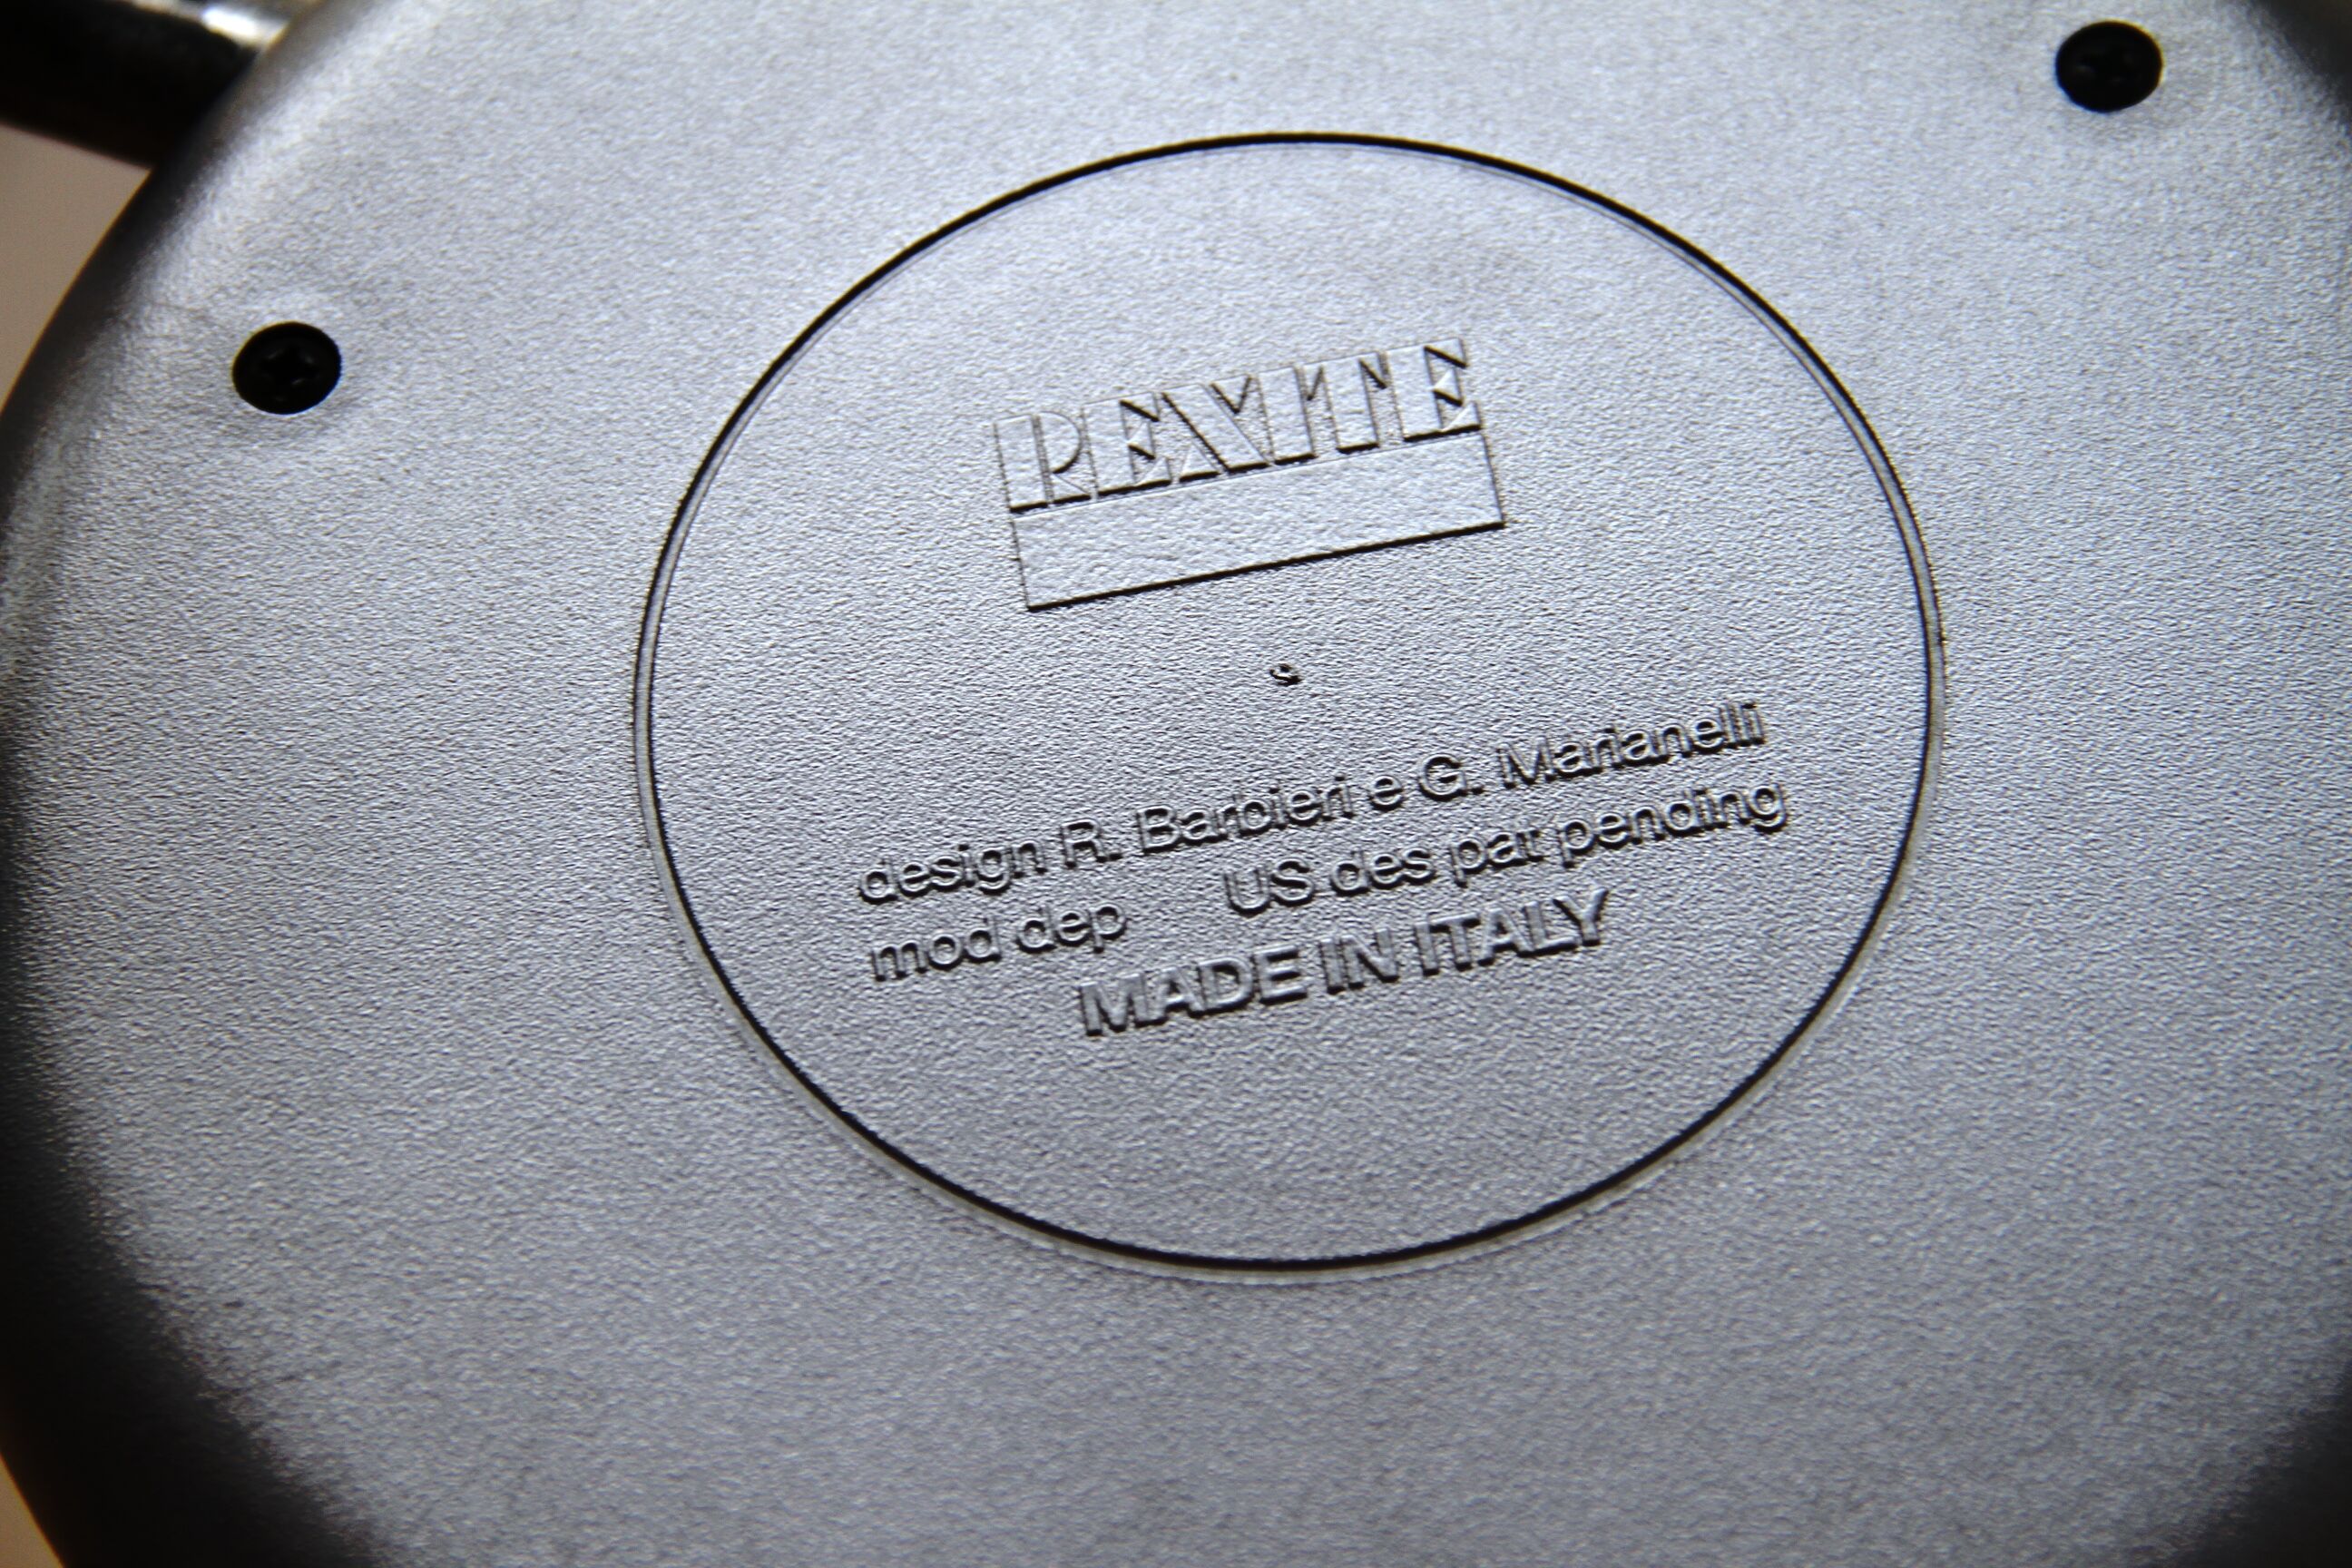 REXITE
design R. Barbieri e G. Marianelli
mod dep US des pat pending
MADE IN ITALY